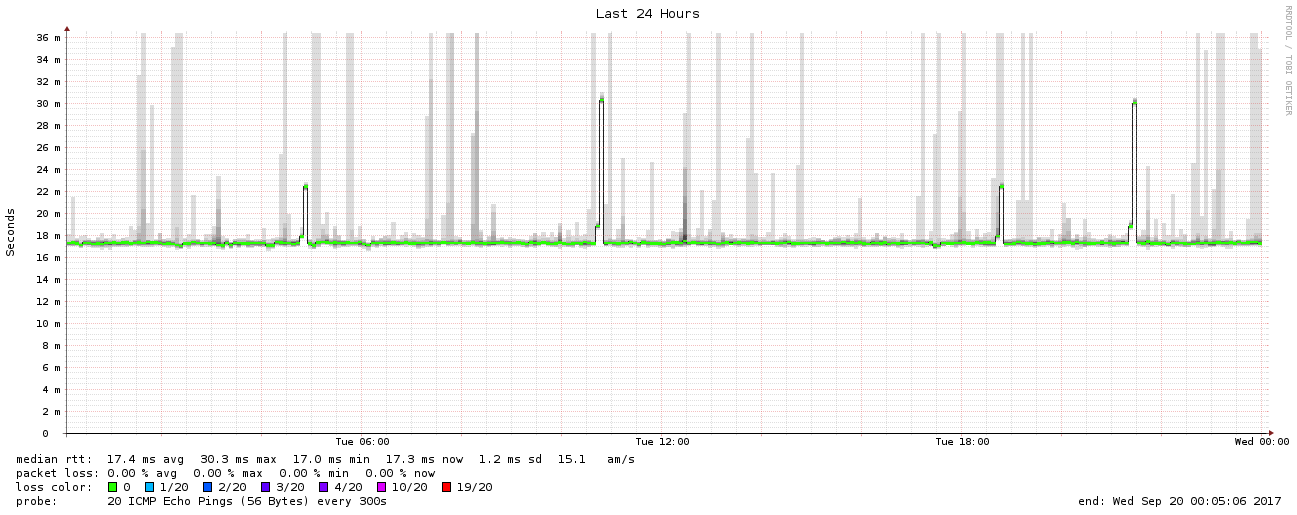 Last 24 Hours
RRDTOOL / TOBI OETIKER
Seconds
36 m
34 m
32 m
30 m
28 m
26 m
24 m
22 m
20 m
18 m
16 m
14 m
12 m
10 m
8 m
6 m
4 m
2 m
0
Tue 06:00 Tue 12:00 Tue 18:00 Wed 00:00
median rtt: 17.4 ms avg 30.3 ms max 17.0 ms min 17.3 ms now 1.2 ms sd 15.1 am/s
packet loss: 0.00 % avg 0.00 % max 0.00 % min 0.00 % now
loss color: 0 1/20 2/20 3/20 4/20 10/20 19/20
probe: 20 ICMP Echo Pings (56 Bytes) every 300s end: Wed Sep 20 00:05:06 2017